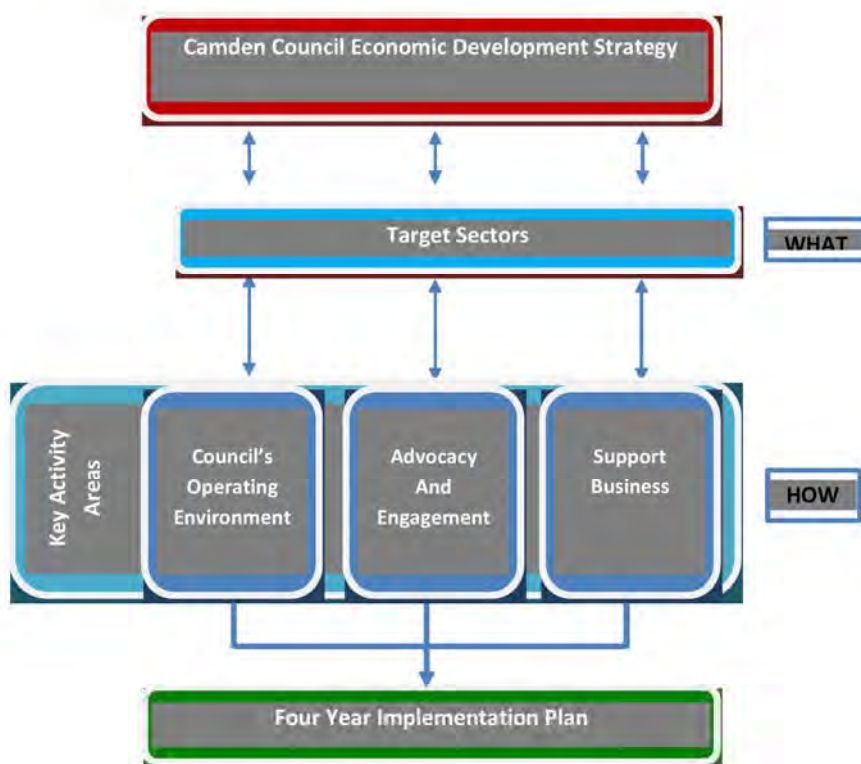 Camden Council Economic Development Strategy
Target Sectors
WHAT
Key Activity
Areas
Council's
Operating
Environment
Advocacy
And
Engagement
Support
Business
HOW
Four Year Implementation Plan